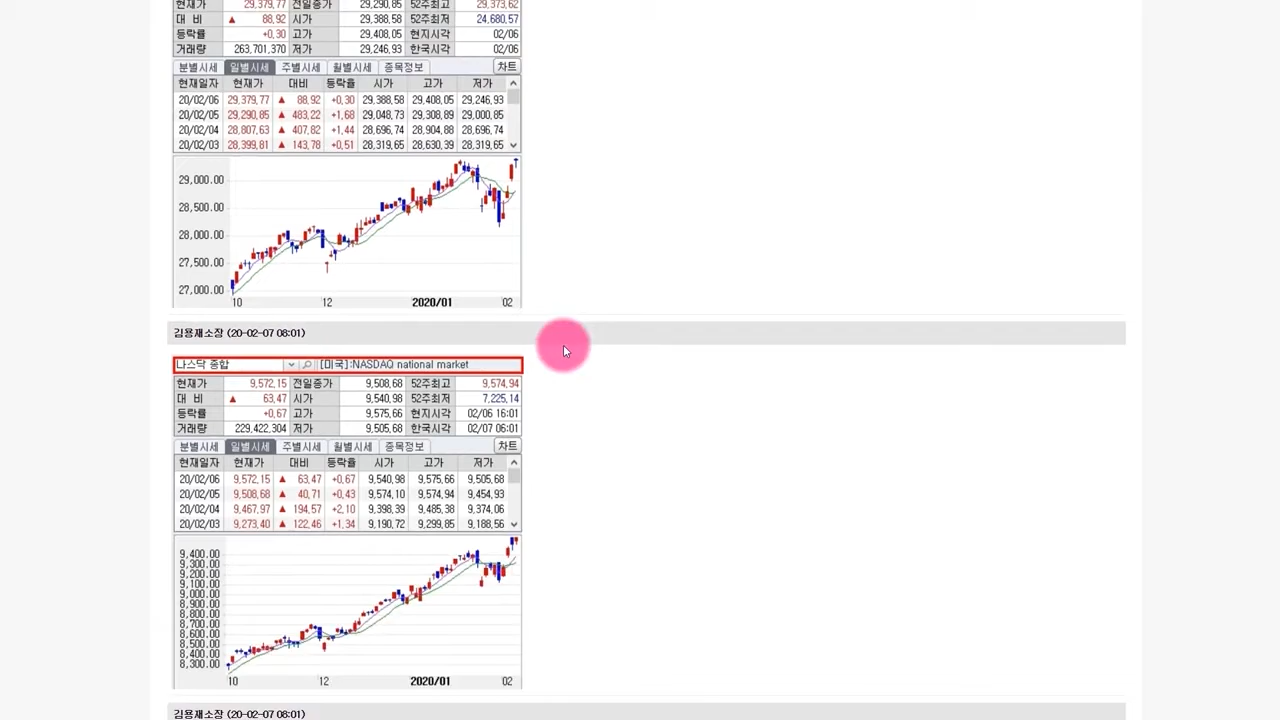 현재가 29,379,77 전일종가 29,290,85 52주최고 29,373,62
대 비 ▲ 88,92 시가 29,388,58 52주최저 24,680,57
등락률 +0,30 고가 29,408,05 현지시각 02/06
거래량 263,701,370 저가 29,246,93 한국시각 02/06
분별시세 일별시세 주별시세 월별시세 종목정보 차트
현재일자 현재가 대비 등락율 시가 고가 저가
20/02/06 29,379,77 ▲ 88,92 +0,30 29,388,58 29,408,05 29,246,93
20/02/05 29,290,85 ▲ 483,22 +1,68 29,048,73 29,308,89 29,000,85
20/02/04 28,807,63 ▲ 407,82 +1,44 28,696,74 28,904,88 28,696,74
20/02/03 28,399,81 ▲ 143,78 +0,51 28,319,65 28,630,39 28,319,65
29,000.00
28,500.00
28,000.00
27,500.00
27,000.00
10 12 2020/01 02
김용재소장 (20-02-07 08:01)
나스닥 종합 [미국]:NASDAQ national market
현재가 9,572,15 전일종가 9,508,68 52주최고 9,574,94
대 비 ▲ 63,47 시가 9,540,98 52주최저 7,225,14
등락률 +0,67 고가 9,575,66 현지시각 02/06 16:01
거래량 229,422,304 저가 9,505,68 한국시각 02/07 06:01
분별시세 일별시세 주별시세 월별시세 종목정보 차트
현재일자 현재가 대비 등락율 시가 고가 저가
20/02/06 9,572,15 ▲ 63,47 +0,67 9,540,98 9,575,66 9,505,68
20/02/05 9,508,68 ▲ 40,71 +0,43 9,574,10 9,574,94 9,454,93
20/02/04 9,467,97 ▲ 194,57 +2,10 9,398,39 9,485,38 9,374,06
20/02/03 9,273,40 ▲ 122,46 +1,34 9,190,72 9,299,85 9,188,56
9,400.00
9,300.00
9,200.00
9,100.00
9,000.00
8,900.00
8,800.00
8,700.00
8,600.00
8,500.00
8,400.00
8,300.00
10 12 2020/01 02
김용재소장 (20-02-07 08:01)